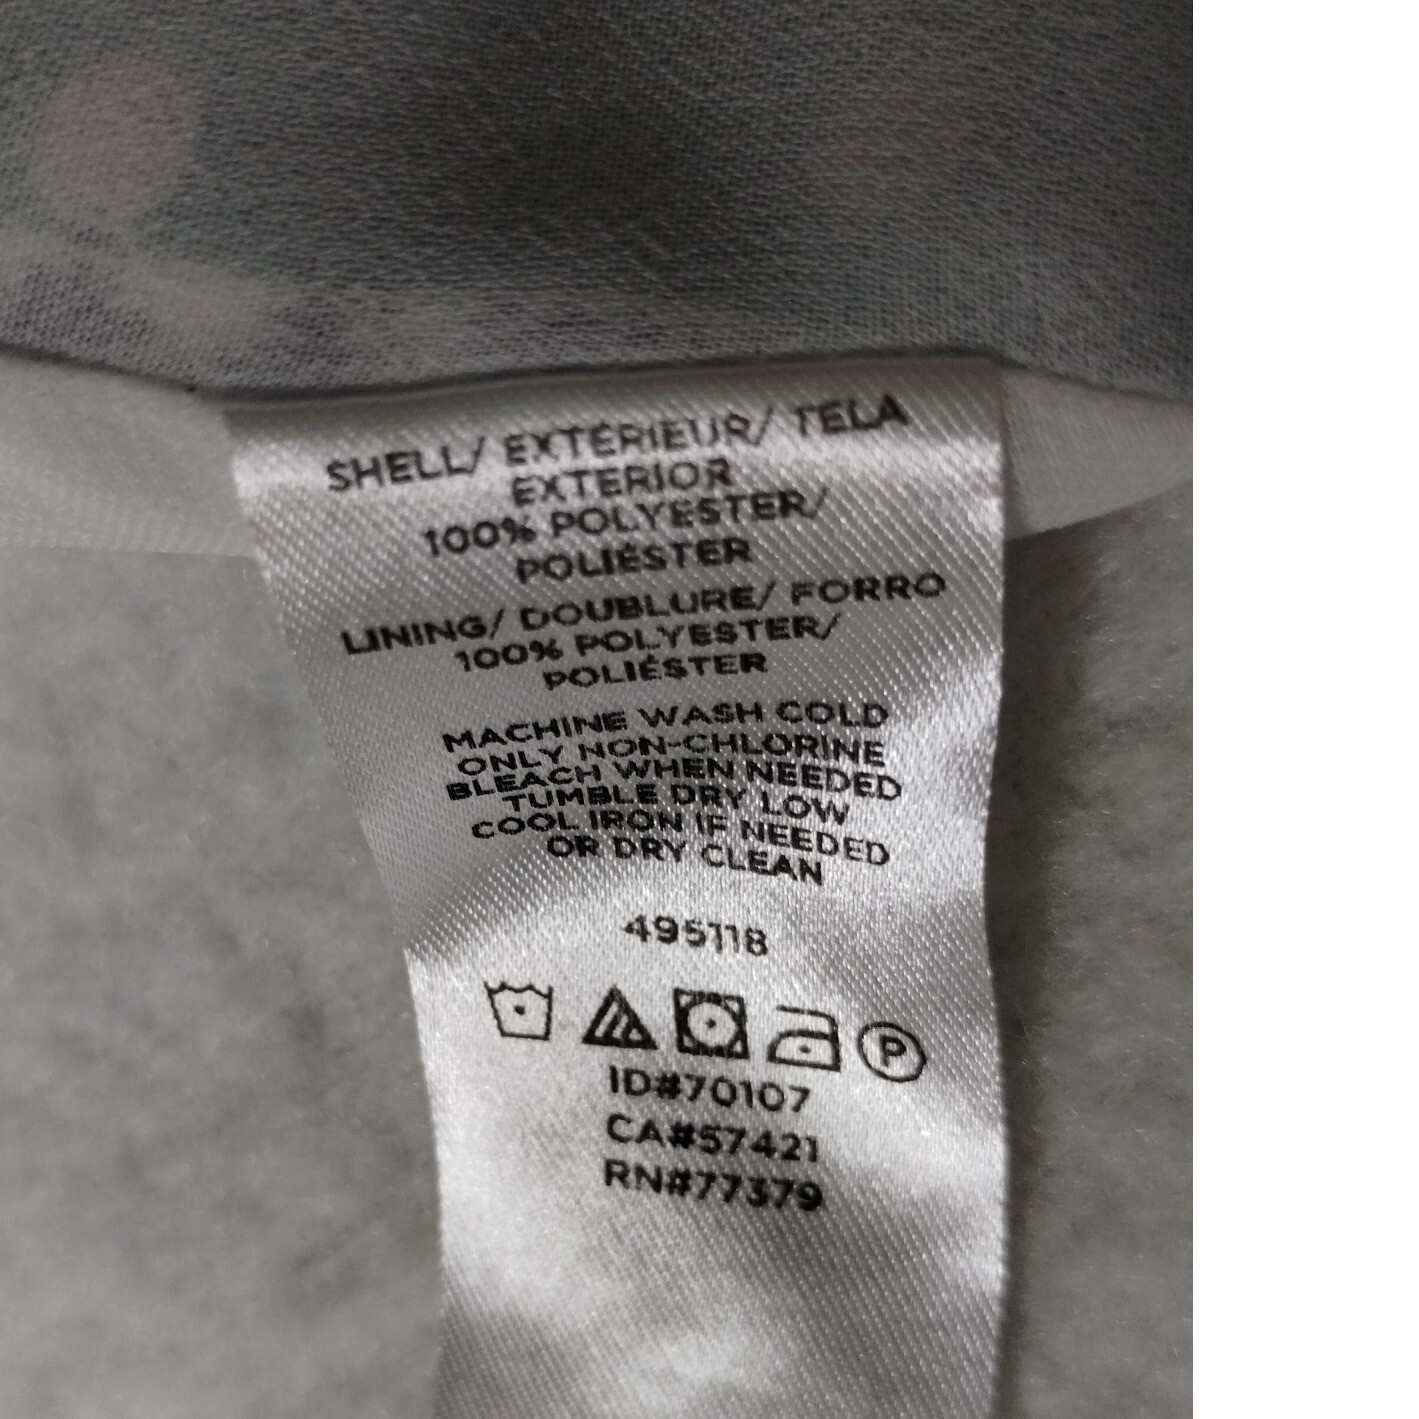 SHELL/ EXTÉRIEUR/ TELA
EXTERIOR
100% POLYESTER/
POLIÉSTER
LINING/ DOUBLURE/ FORRO
100% POLYESTER/
POLIÉSTER
MACHINE WASH COLD
ONLY NON-CHLORINE
BLEACH WHEN NEEDED
TUMBLE DRY LOW
COOL IRON IF NEEDED
OR DRY CLEAN
495118
P
ID#70107
CA#57421
RN#77379